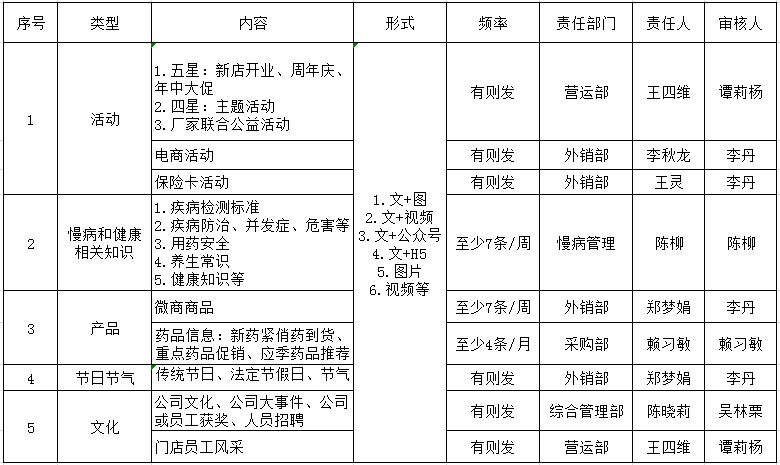 序号 类型 内容 形式 频率 责任部门 责任人 审核人
1 活动
1.五星：新店开业、周年庆、
年中大促
2.四星：主题活动
3.厂家联合公益活动
有则发 营运部 王四维 谭莉杨
电商活动 有则发 外销部 李秋龙 李丹
保险卡活动 有则发 外销部 王灵 李丹
1.文+图
2.文+视频
3.文+公众号
4.文+H5
5.图片
6.视频等
2 慢病和健康
相关知识
1.疾病检测标准
2.疾病防治、并发症、危害等
3.用药安全
4.养生常识
5.健康知识等
至少7条/周 慢病管理 陈柳 陈柳
3 产品
微商商品 至少7条/周 外销部 郑梦娟 李丹
药品信息：新药紧俏药到货、
重点药品促销、应季药品推荐
至少4条/月 采购部 赖习敏 赖习敏
4 节日节气 传统节日、法定节假日、节气 有则发 外销部 郑梦娟 李丹
5 文化
公司文化、公司大事件、公司
或员工获奖、人员招聘
有则发 综合管理部 陈晓莉 吴林栗
门店员工风采 有则发 营运部 王四维 谭莉杨